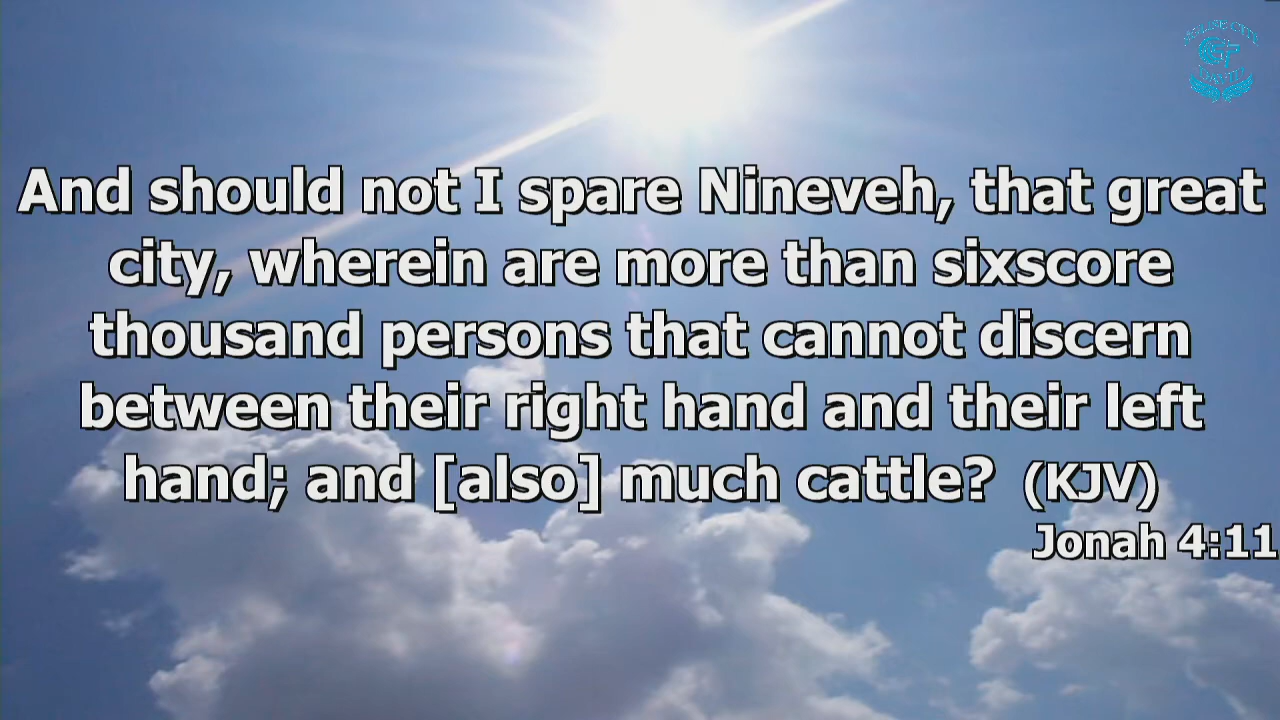 And should not I spare Nineveh, that great
city, wherein are more than sixscore
thousand persons that cannot discern
between their right hand and their left
hand; and [also] much cattle? (KJV)
Jonah 4:11